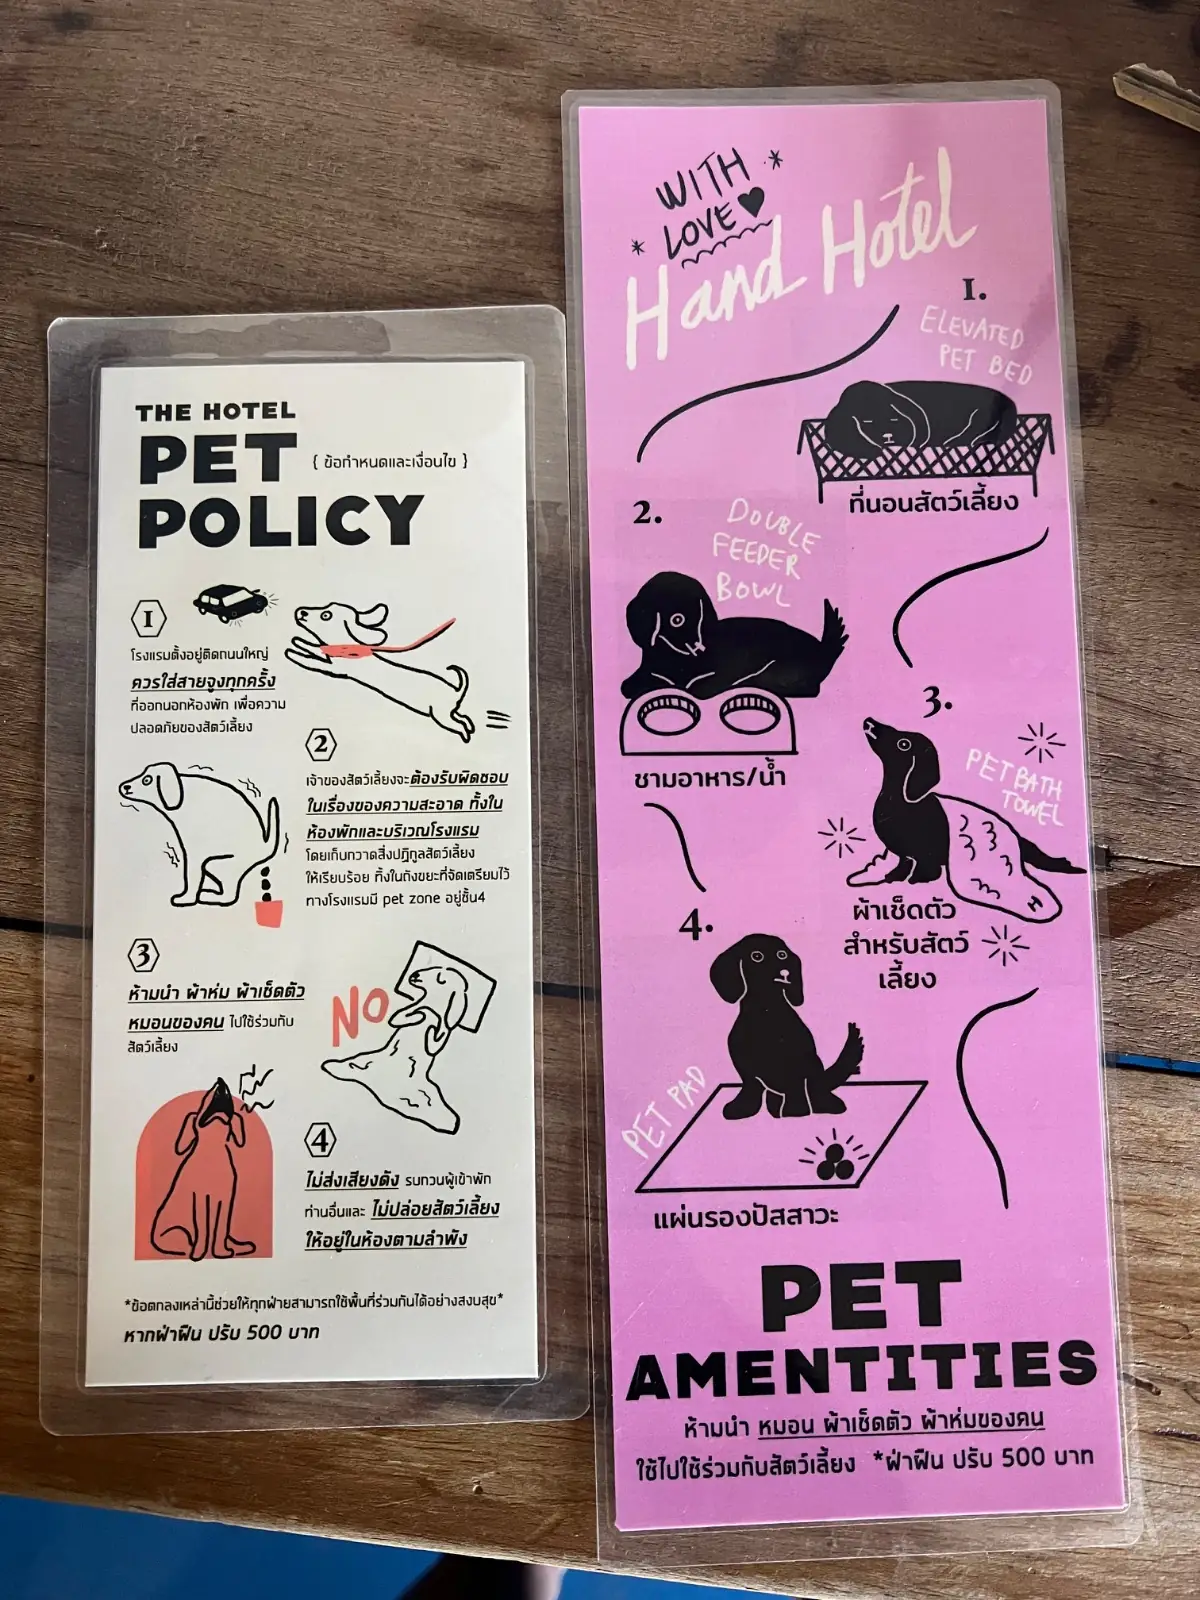 THE HOTEL
PET
{ ข้อกำหนดและเงื่อนไข }
POLICY
1
โรงแรมตั้งอยู่ติดถนนใหญ่
ควรใส่สายจูงทุกครั้ง
ที่ออกนอกห้องพัก เพื่อความ
ปลอดภัยของสัตว์เลี้ยง
2
เจ้าของสัตว์เลี้ยงจะต้องรับผิดชอบ
ในเรื่องของความสะอาด ทั้งใน
ห้องพักและบริเวณโรงแรม
โดยเก็บกวาดสิ่งปฏิกูลสัตว์เลี้ยง
ให้เรียบร้อย ทิ้งในถังขยะที่จัดเตรียมไว้
ทางโรงแรมมี pet zone อยู่ชั้น4
3
ห้ามนำ ผ้าห่ม ผ้าเช็ดตัว
หมอนของคน ไปใช้ร่วมกับ
สัตว์เลี้ยง
NO
4
ไม่ส่งเสียงดัง รบกวนผู้เข้าพัก
ท่านอื่นและ ไม่ปล่อยสัตว์เลี้ยง
ให้อยู่ในห้องตามลำพัง
*ข้อตกลงเหล่านี้ช่วยให้ทุกฝ่ายสามารถใช้พื้นที่ร่วมกันได้อย่างสงบสุข*
หากฝ่าฝืน ปรับ 500 บาท
WITH
LOVE
Hand Hotel
1.
ELEVATED
PET BED
ที่นอนสัตว์เลี้ยง
2.
DOUBLE
FEEDER
BOWL
ชามอาหาร/น้ำ
3.
PET BATH
TOWEL
H
ผ้าเช็ดตัว
สำหรับสัตว์
เลี้ยง
4.
PET PAD
แผ่นรองปัสสาวะ
PET
AMENTITIES
ห้ามนำ หมอน ผ้าเช็ดตัว ผ้าห่มของคน
ใช้ไปใช้ร่วมกับสัตว์เลี้ยง *ฝ่าฝืน ปรับ 500 บาท